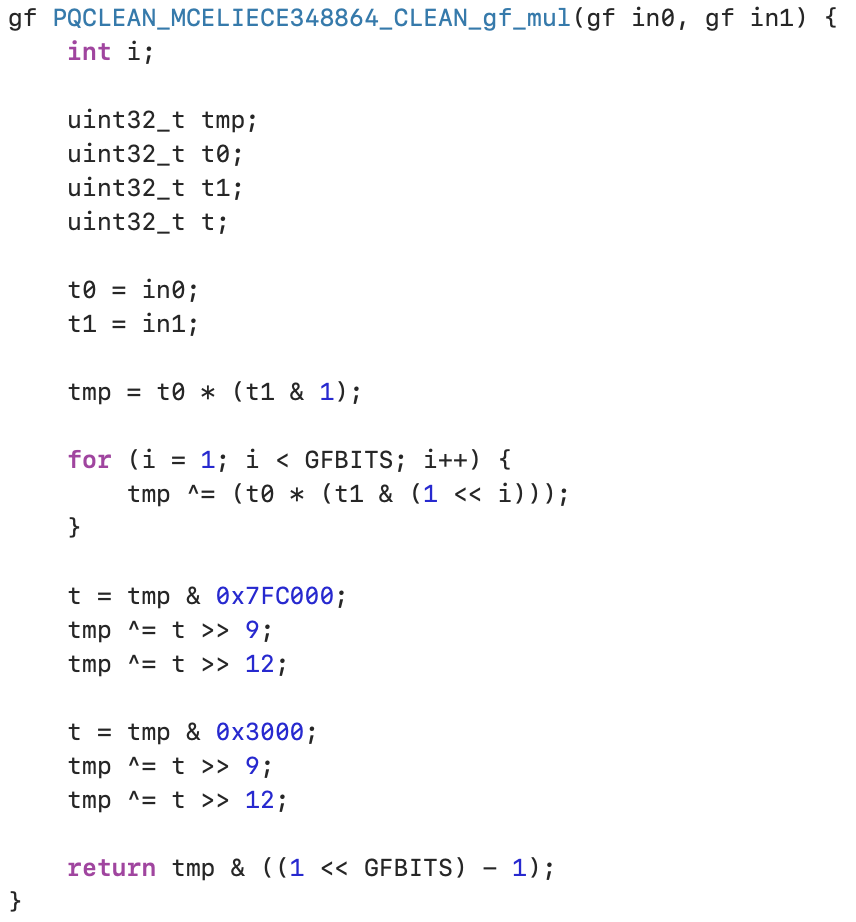 gf PQCLEAN_MCELIECE348864_CLEAN_gf_mul(gf in0, gf in1) {
    int i;

    uint32_t tmp;
    uint32_t t0;
    uint32_t t1;
    uint32_t t;

    t0 = in0;
    t1 = in1;

    tmp = t0 * (t1 & 1);

    for (i = 1; i < GFBITS; i++) {
        tmp ^= (t0 * (t1 & (1 << i)));
    }

    t = tmp & 0x7FC000;
    tmp ^= t >> 9;
    tmp ^= t >> 12;

    t = tmp & 0x3000;
    tmp ^= t >> 9;
    tmp ^= t >> 12;

    return tmp & ((1 << GFBITS) - 1);
}